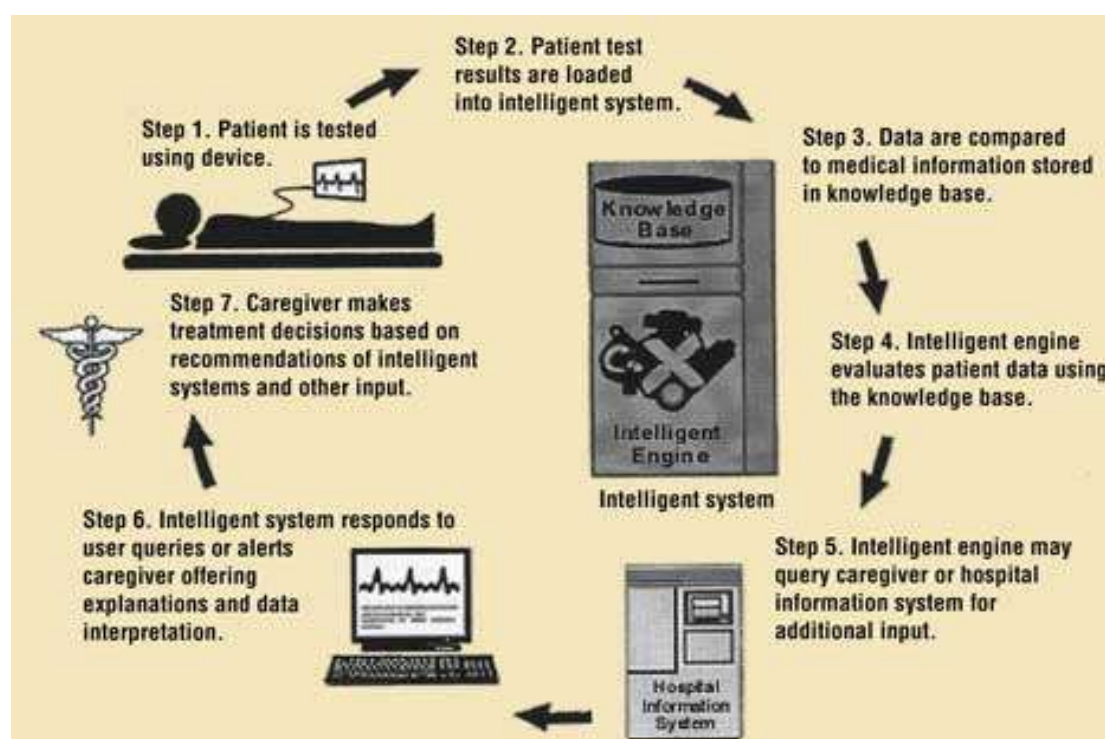 Step 1. Patient is tested
using device.
Step 2. Patient test
results are loaded
into intelligent system.
Step 3. Data are compared
to medical information stored
in knowledge base.
Knowledge
Base
Intelligent
Engine
Intelligent system
Step 4. Intelligent engine
evaluates patient data using
the knowledge base.
Step 5. Intelligent engine may
query caregiver or hospital
information system for
additional input.
Hospital
Information
System
Step 6. Intelligent system responds to
user queries or alerts
caregiver offering
explanations and data
interpretation.
Step 7. Caregiver makes
treatment decisions based on
recommendations of intelligent
systems and other input.